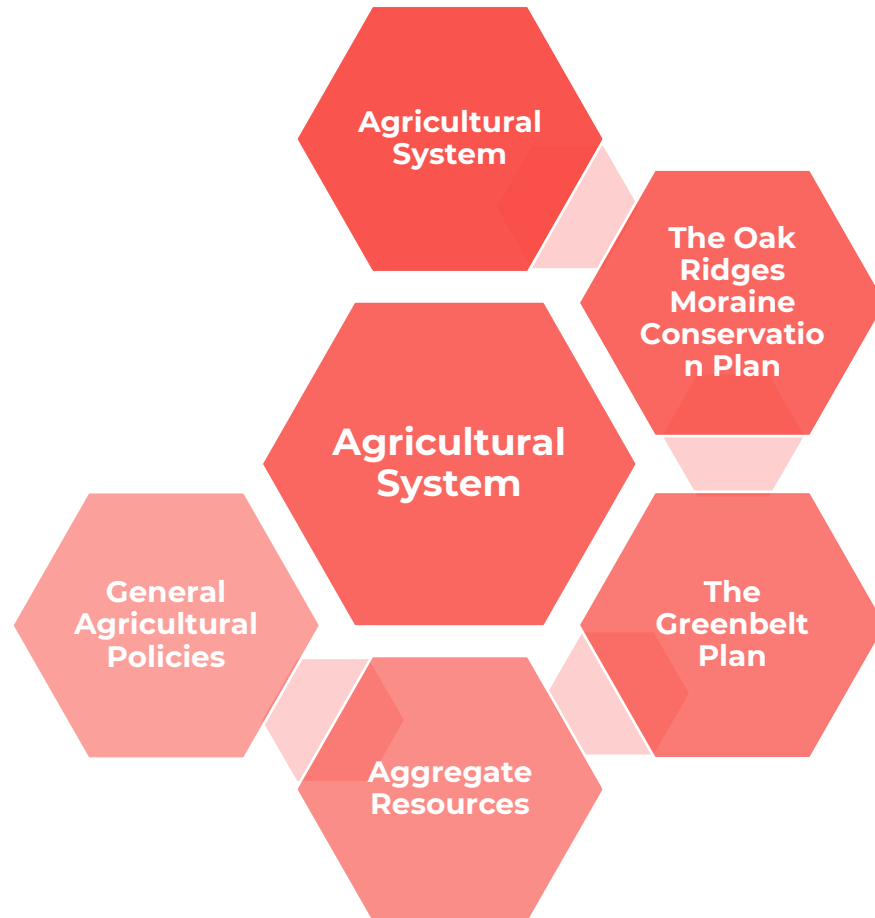 Agricultural
System
The Oak
Ridges
Moraine
Conservatio
n Plan
Agricultural
System
The
Greenbelt
Plan
General
Agricultural
Policies
Aggregate
Resources